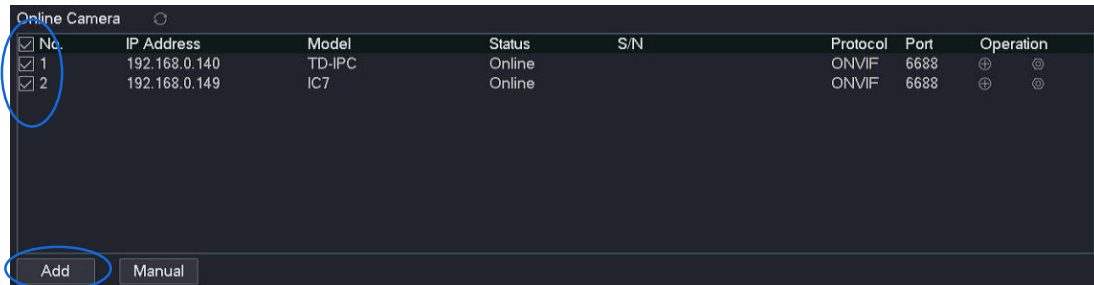 Online Camera
No. IP Address Model Status S/N Protocol Port Operation
1 192.168.0.140 TD-IPC Online ONVIF 6688
2 192.168.0.149 IC7 Online ONVIF 6688
Add Manual